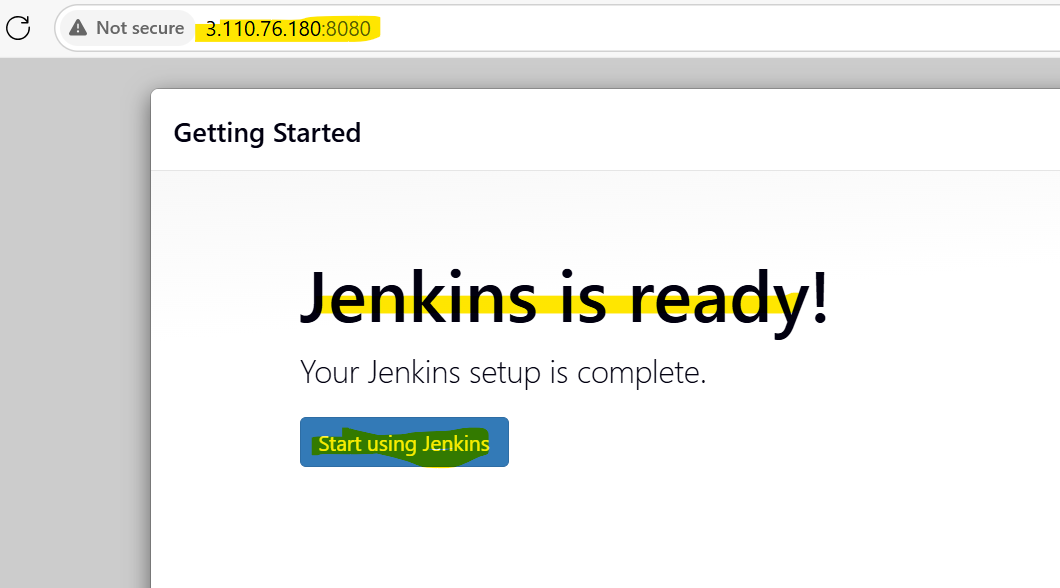 Not secure 3.110.76.180:8080
Getting Started
Jenkins is ready!
Your Jenkins setup is complete.
Start using Jenkins